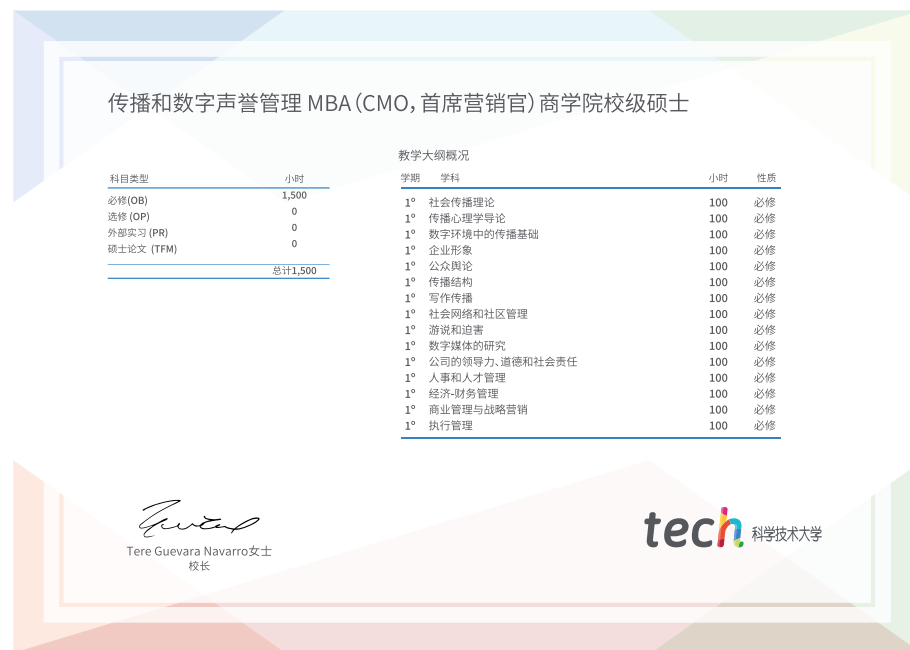 传播和数字声誉管理 MBA（CMO，首席营销官）商学院校级硕士
科目类型 小时
必修(OB) 1,500
选修 (OP) 0
外部实习 (PR) 0
硕士论文 (TFM) 0
总计1,500
教学大纲概况
学期 学科 小时 性质
1º 社会传播理论 100 必修
1º 传播心理学导论 100 必修
1º 数字环境中的传播基础 100 必修
1º 企业形象 100 必修
1º 公众舆论 100 必修
1º 传播结构 100 必修
1º 写作传播 100 必修
1º 社会网络和社区管理 100 必修
1º 游说和迫害 100 必修
1º 数字媒体的研究 100 必修
1º 公司的领导力、道德和社会责任 100 必修
1º 人事和人才管理 100 必修
1º 经济-财务管理 100 必修
1º 商业管理与战略营销 100 必修
1º 执行管理 100 必修
Tere Guevara Navarro女士
校长
tech 科学技术大学